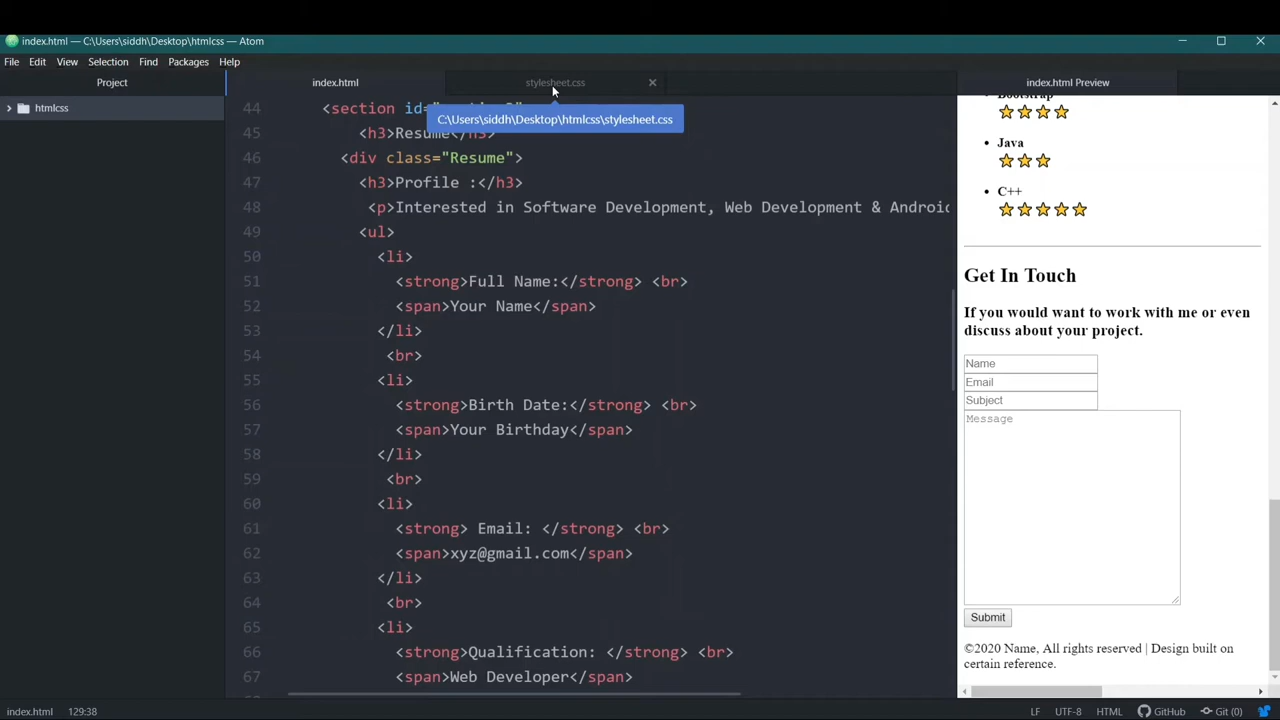 index.html — C:\Users\siddh\Desktop\htmlcss — Atom
File Edit View Selection Find Packages Help
Project
htmlcss
index.html
stylesheet.css
C:\Users\siddh\Desktop\htmlcss\stylesheet.css
44 <section id=
45 <h3>Resume</h3>
46 <div class="Resume">
47 <h3>Profile :</h3>
48 <p>Interested in Software Development, Web Development & Android
49 <ul>
50 <li>
51 <strong>Full Name:</strong> <br>
52 <span>Your Name</span>
53 </li>
54 <br>
55 <li>
56 <strong>Birth Date:</strong> <br>
57 <span>Your Birthday</span>
58 </li>
59 <br>
60 <li>
61 <strong> Email: </strong> <br>
62 <span>xyz@gmail.com</span>
63 </li>
64 <br>
65 <li>
66 <strong>Qualification: </strong> <br>
67 <span>Web Developer</span>
index.html Preview
Bootstrap
Java
C++
Get In Touch
If you would want to work with me or even
discuss about your project.
Name
Email
Subject
Message
Submit
©2020 Name, All rights reserved | Design built on
certain reference.
index.html 129:38
LF UTF-8 HTML GitHub Git (0)